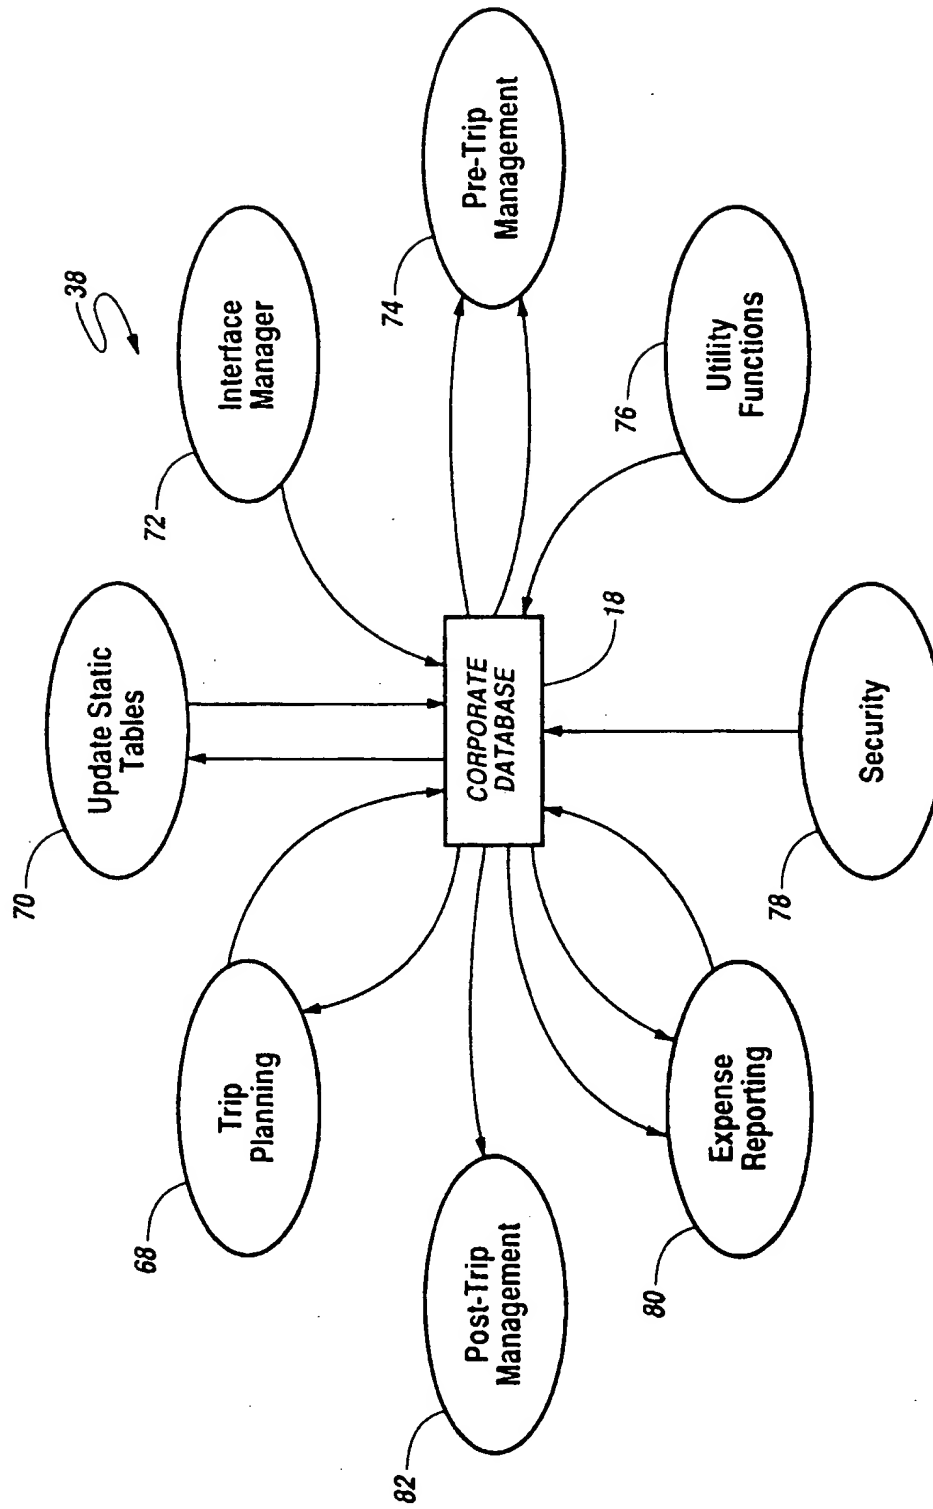 70
38
Update Static
Tables
68
72
Trip
Planning
Interface
Manager
82
74
Post-Trip
Management
CORPORATE
DATABASE
Pre-Trip
Management
18
80
76
Expense
Reporting
Utility
Functions
78
Security